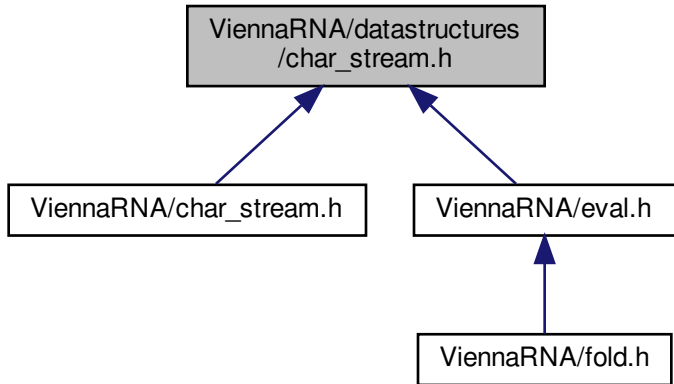 ViennaRNA/datastructures
/char_stream.h
ViennaRNA/char_stream.h
ViennaRNA/eval.h
ViennaRNA/fold.h